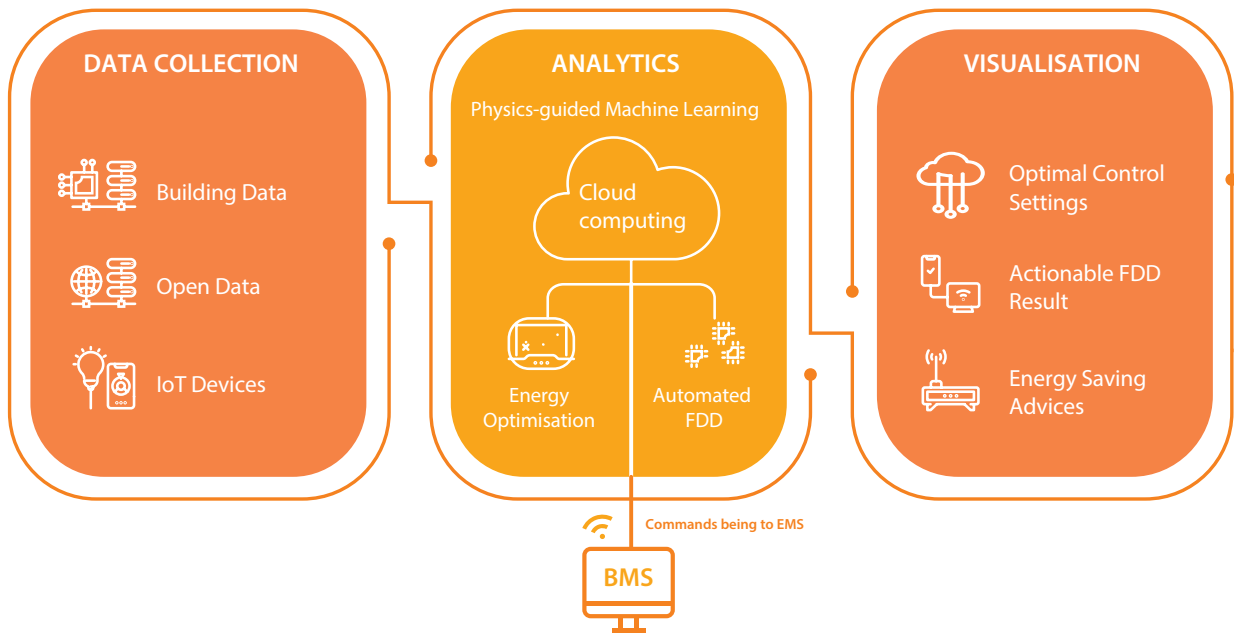 DATA COLLECTION
Building Data
Open Data
IoT Devices
ANALYTICS
Physics-guided Machine Learning
Cloud
computing
Energy
Optimisation
Automated
FDD
Commands being to EMS
BMS
VISUALISATION
Optimal Control
Settings
Actionable FDD
Result
Energy Saving
Advices